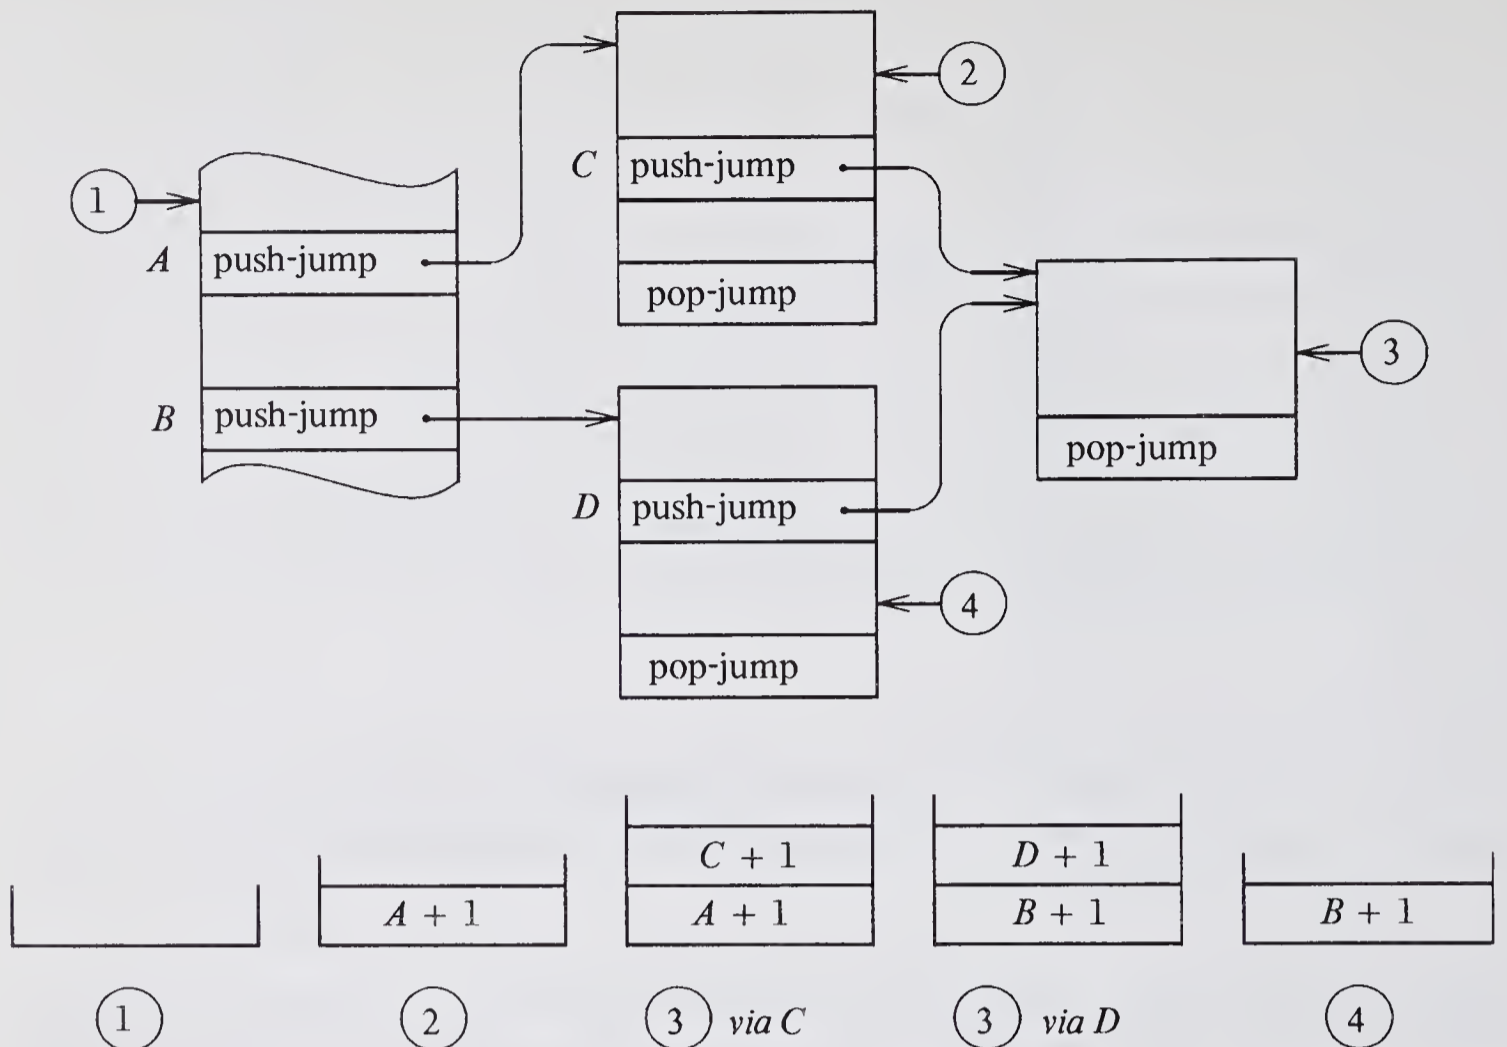 2
C push-jump
1
A push-jump
pop-jump
3
B push-jump
pop-jump
D push-jump
4
pop-jump
C + 1 D + 1
A + 1 A + 1 B + 1 B + 1
1 2 3 via C 3 via D 4